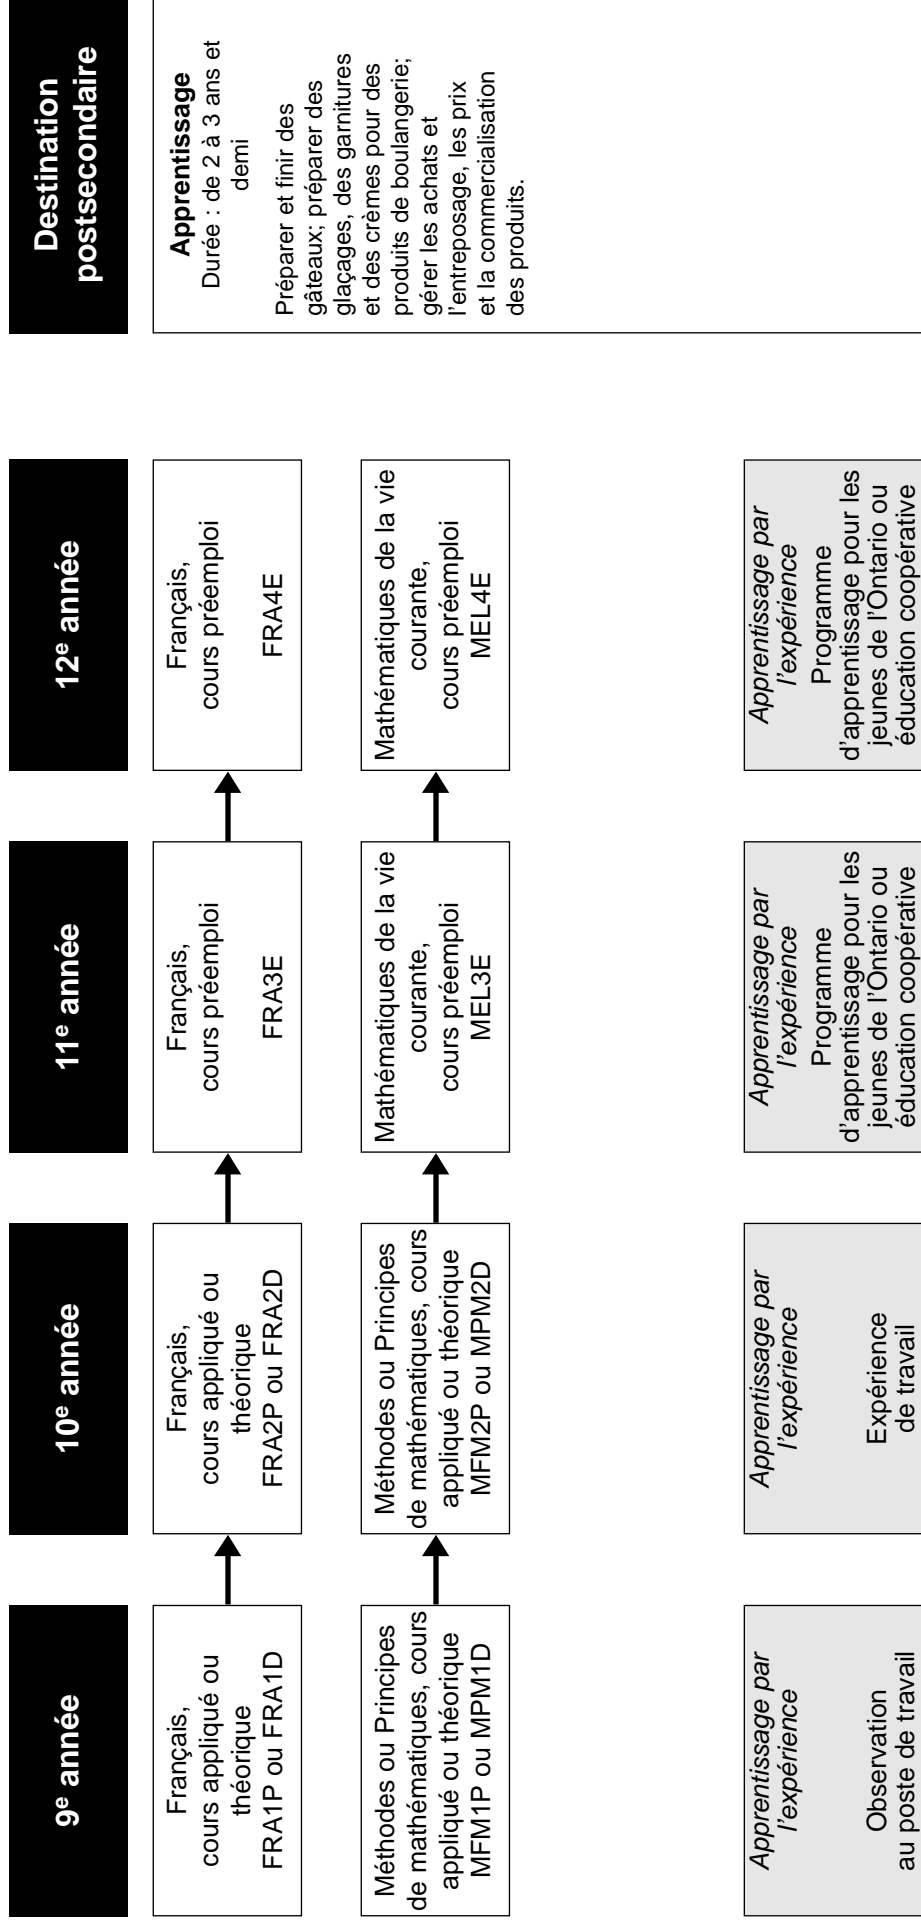 9e année
10e année
11e année
12e année
Destination
postsecondaire
Français,
cours appliqué ou
théorique
FRA1P ou FRA1D
Français,
cours appliqué ou
théorique
FRA2P ou FRA2D
Français,
cours préemploi
FRA3E
Français,
cours préemploi
FRA4E
Apprentissage
Durée : de 2 à 3 ans et
demi
Préparer et finir des
gâteaux; préparer des
glaçages, des garnitures
et des crèmes pour des
produits de boulangerie;
gérer les achats et
l'entreposage, les prix
et la commercialisation
des produits.
Méthodes ou Principes
de mathématiques, cours
appliqué ou théorique
MFM1P ou MPM1D
Méthodes ou Principes
de mathématiques, cours
appliqué ou théorique
MFM2P ou MPM2D
Mathématiques de la vie
courante,
cours préemploi
MEL3E
Mathématiques de la vie
courante,
cours préemploi
MEL4E
Apprentissage par
l'expérience
Observation
au poste de travail
Apprentissage par
l'expérience
Expérience
de travail
Apprentissage par
l'expérience
Programme
d'apprentissage pour les
jeunes de l'Ontario ou
éducation coopérative
Apprentissage par
l'expérience
Programme
d'apprentissage pour les
jeunes de l'Ontario ou
éducation coopérative